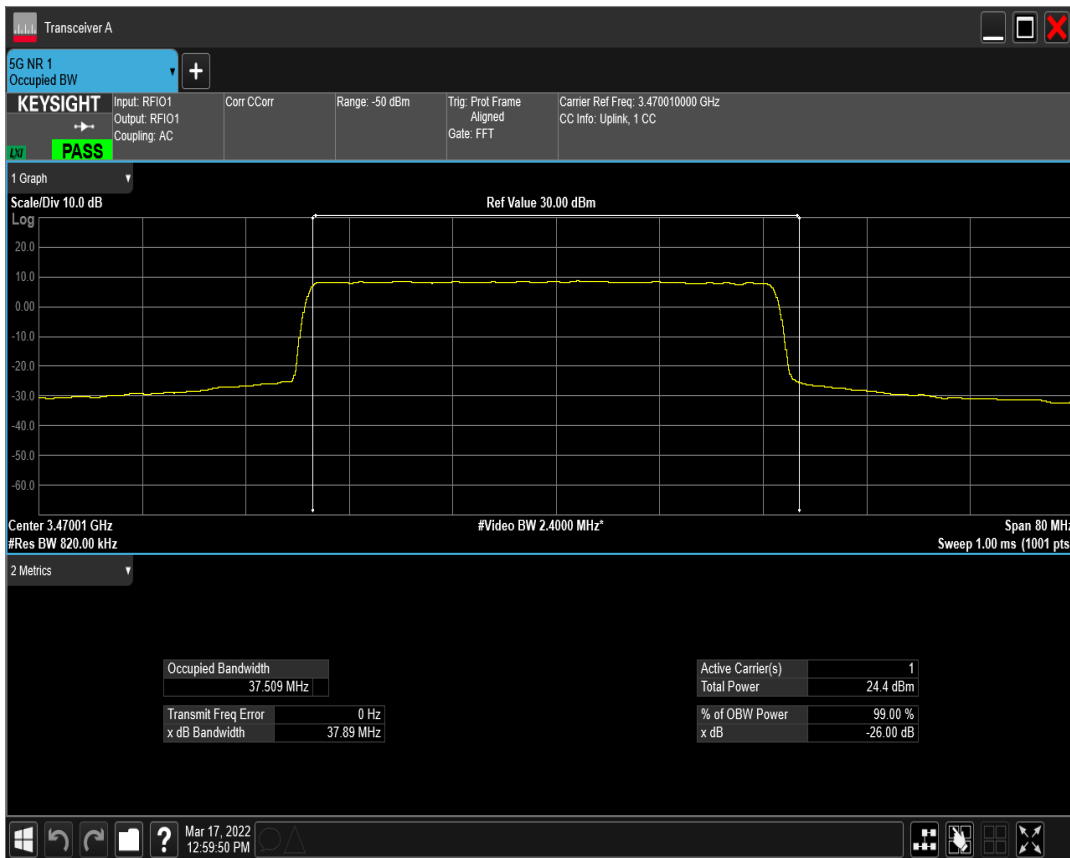 Transceiver A
5G NR 1
Occupied BW
+
KEYSIGHT
LXI
PASS
Input: RFIO1
Output: RFIO1
Coupling: AC
Corr CCorr
Range: -50 dBm
Trig: Prot Frame
Aligned
Gate: FFT
Carrier Ref Freq: 3.470010000 GHz
CC Info: Uplink, 1 CC
1 Graph
Scale/Div 10.0 dB
Ref Value 30.00 dBm
Log
20.0
10.0
0.00
-10.0
-20.0
-30.0
-40.0
-50.0
-60.0
Center 3.47001 GHz
#Video BW 2.4000 MHz*
Span 80 MHz
#Res BW 820.00 kHz
Sweep 1.00 ms (1001 pts
2 Metrics
Occupied Bandwidth
37.509 MHz
Transmit Freq Error 0 Hz
x dB Bandwidth 37.89 MHz
Active Carrier(s) 1
Total Power 24.4 dBm
% of OBW Power 99.00 %
x dB -26.00 dB
?
Mar 17, 2022
12:59:50 PM